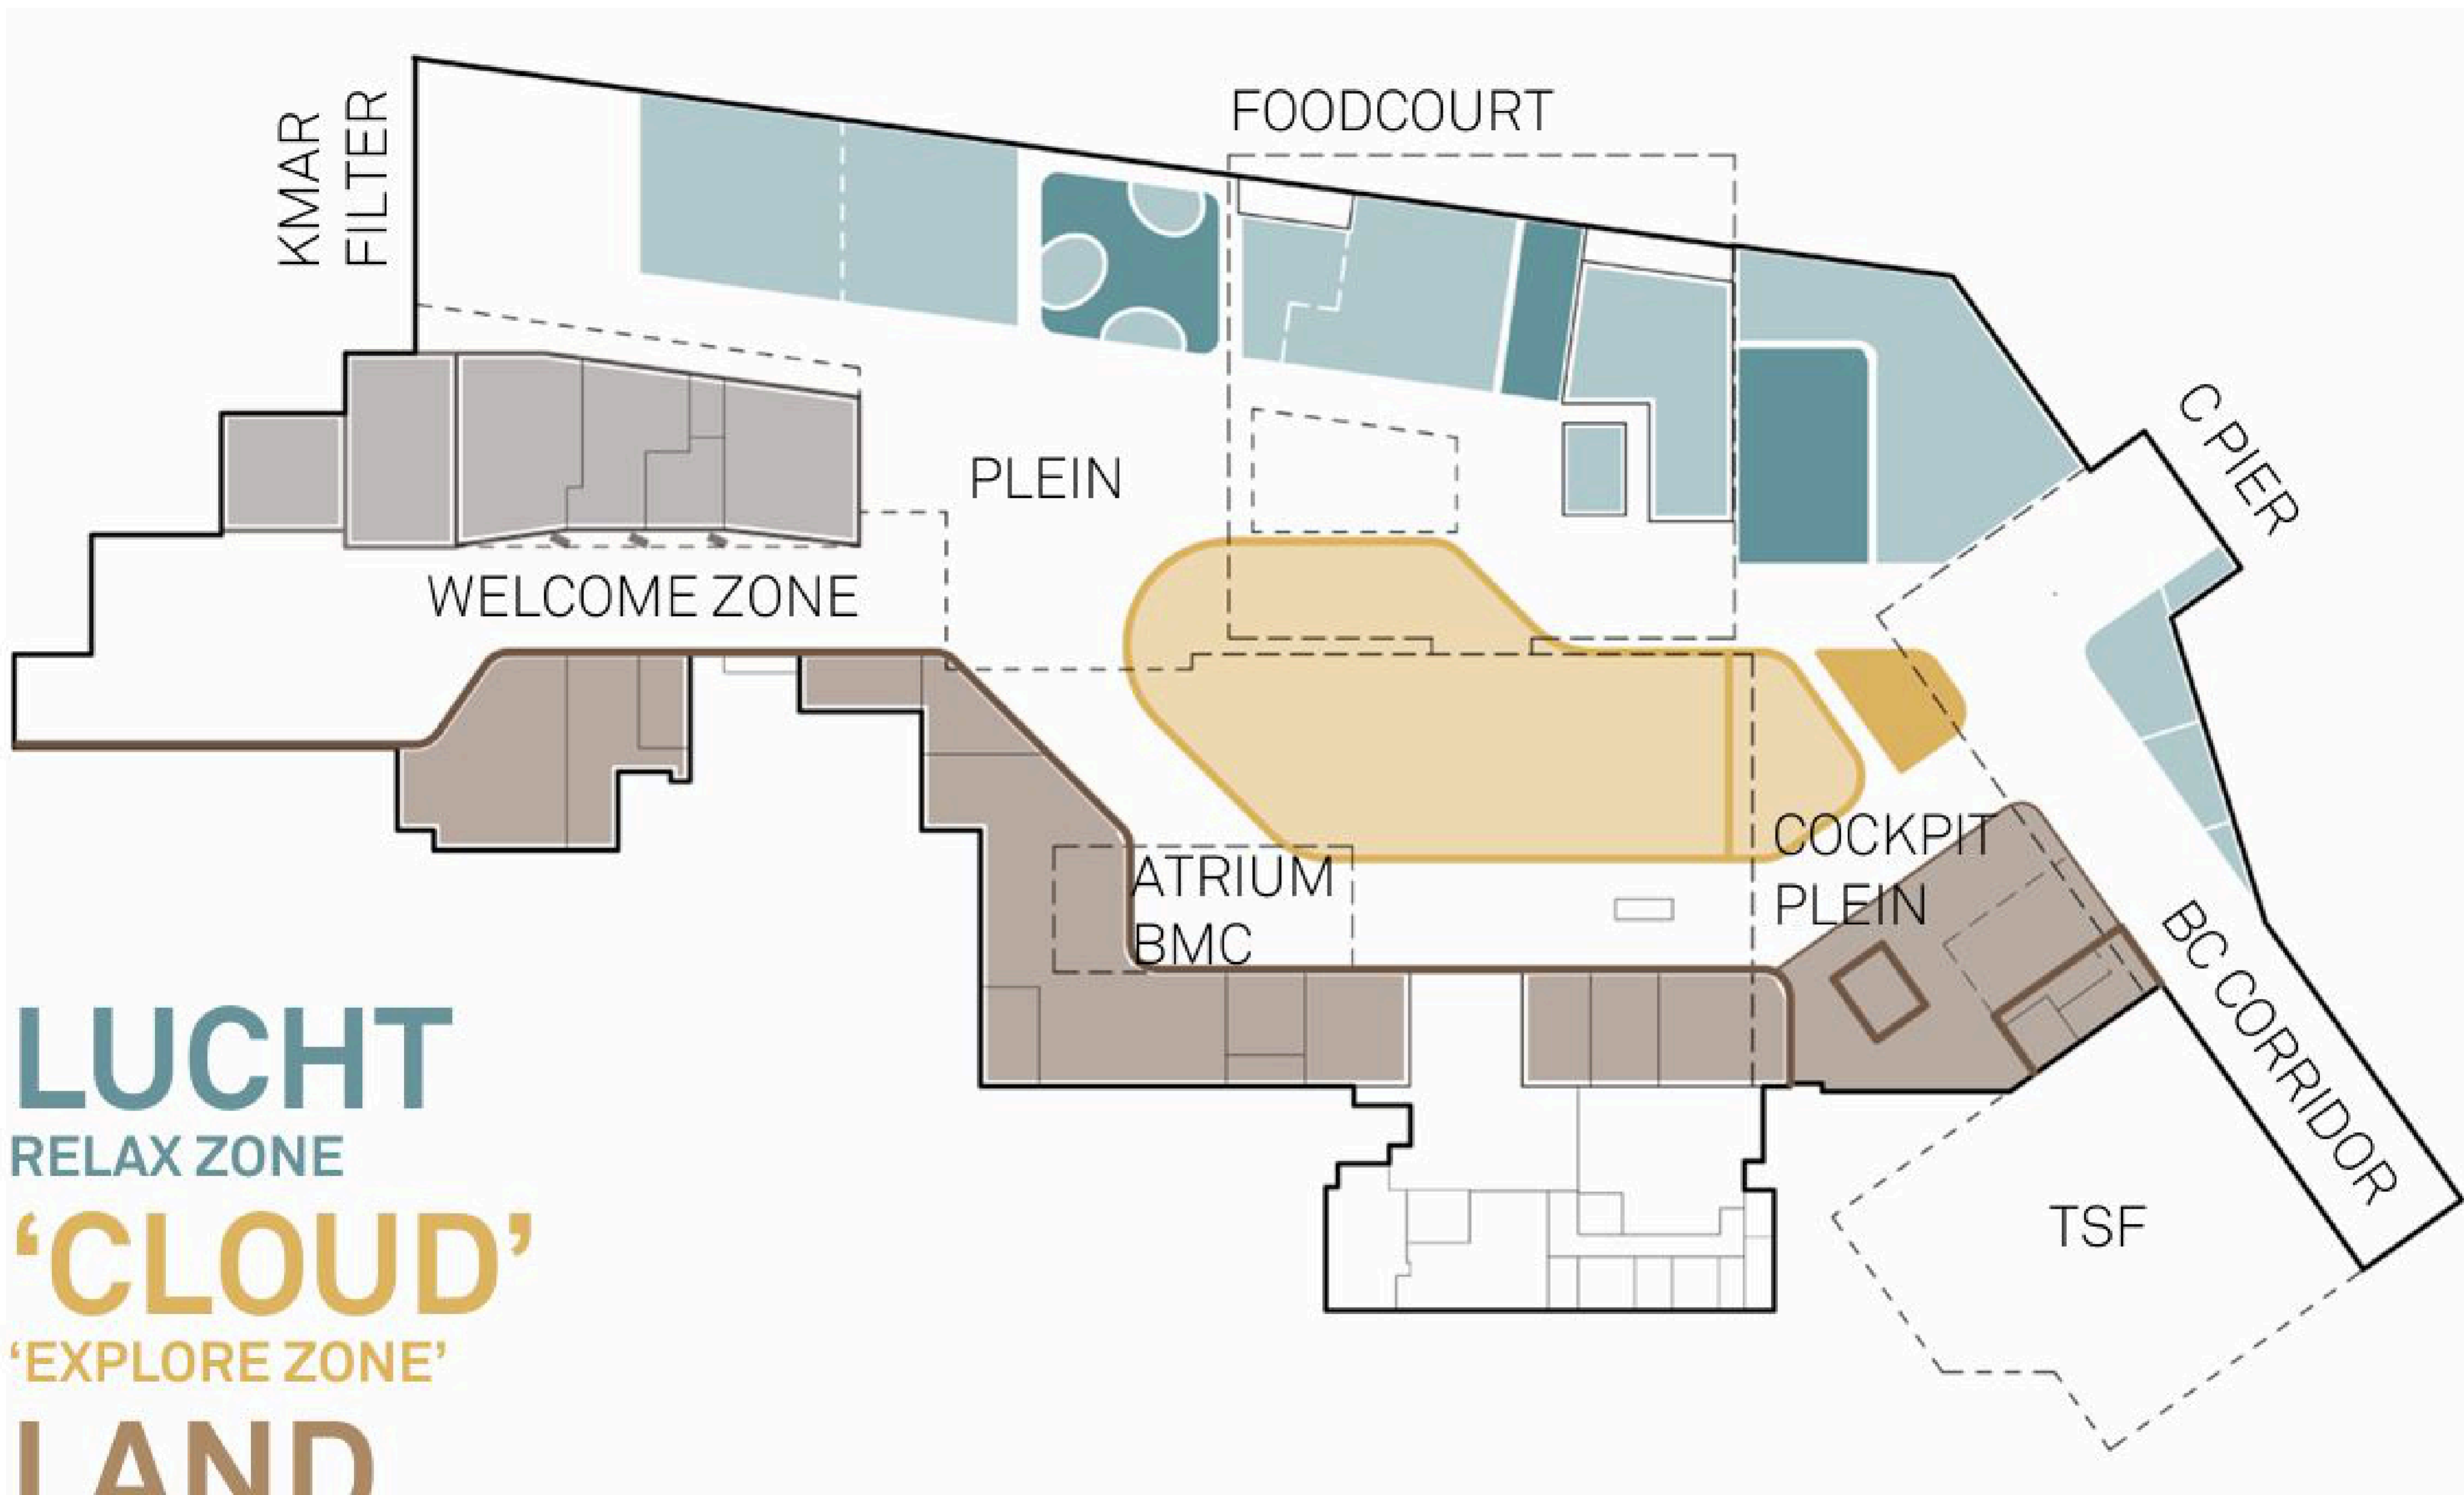 KMAR
FILTER
FOODCOURT
C PIER
PLEIN
WELCOME ZONE
COCKPIT
PLEIN
ATRIUM
BMC
BC CORRIDOR
TSF
LUCHT
RELAX ZONE
‘CLOUD’
‘EXPLORE ZONE’
LAND